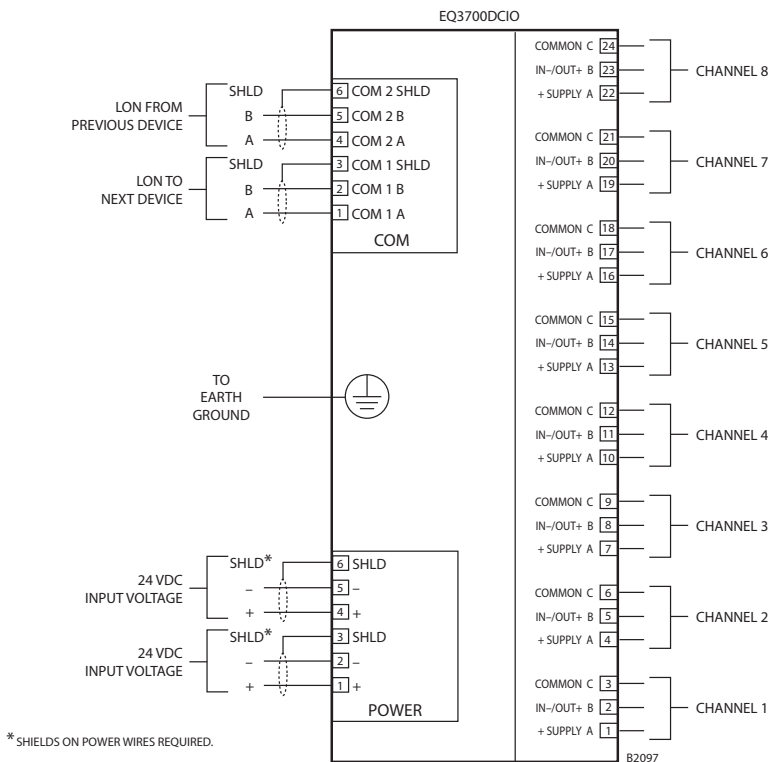 EQ3700DCIO
LON FROM
PREVIOUS DEVICE
SHLD
B
A
6 COM 2 SHLD
5 COM 2 B
4 COM 2 A
LON TO
NEXT DEVICE
SHLD
B
A
3 COM 1 SHLD
2 COM 1 B
1 COM 1 A
COM
TO
EARTH
GROUND
24 VDC
INPUT VOLTAGE
SHLD*
–
+
6 SHLD
5 –
4 +
24 VDC
INPUT VOLTAGE
SHLD*
–
+
3 SHLD
2 –
1 +
POWER
* SHIELDS ON POWER WIRES REQUIRED.
COMMON C 24
IN–/OUT+ B 23
+ SUPPLY A 22
CHANNEL 8
COMMON C 21
IN–/OUT+ B 20
+ SUPPLY A 19
CHANNEL 7
COMMON C 18
IN–/OUT+ B 17
+ SUPPLY A 16
CHANNEL 6
COMMON C 15
IN–/OUT+ B 14
+ SUPPLY A 13
CHANNEL 5
COMMON C 12
IN–/OUT+ B 11
+ SUPPLY A 10
CHANNEL 4
COMMON C 9
IN–/OUT+ B 8
+ SUPPLY A 7
CHANNEL 3
COMMON C 6
IN–/OUT+ B 5
+ SUPPLY A 4
CHANNEL 2
COMMON C 3
IN–/OUT+ B 2
+ SUPPLY A 1
CHANNEL 1
B2097